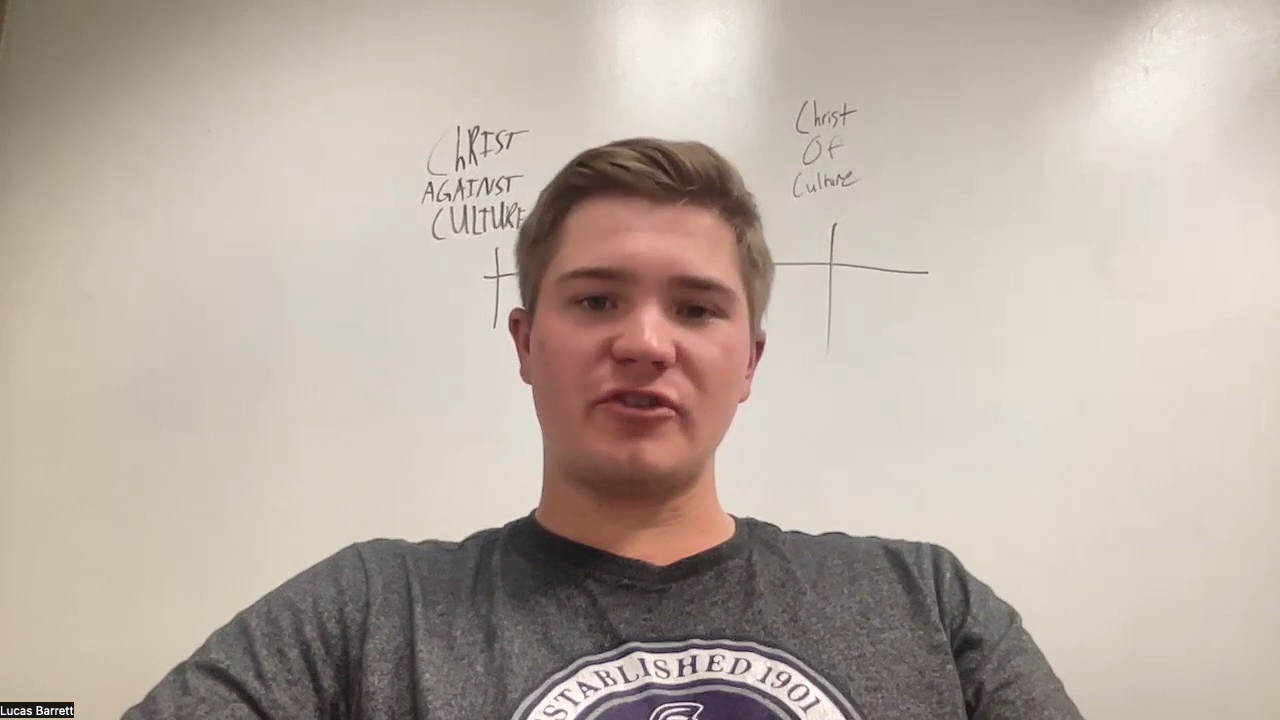 ChRIST
AGAINST
CULTURE
Christ
Of
Culture
ESTABLISHED 1901
Lucas Barrett